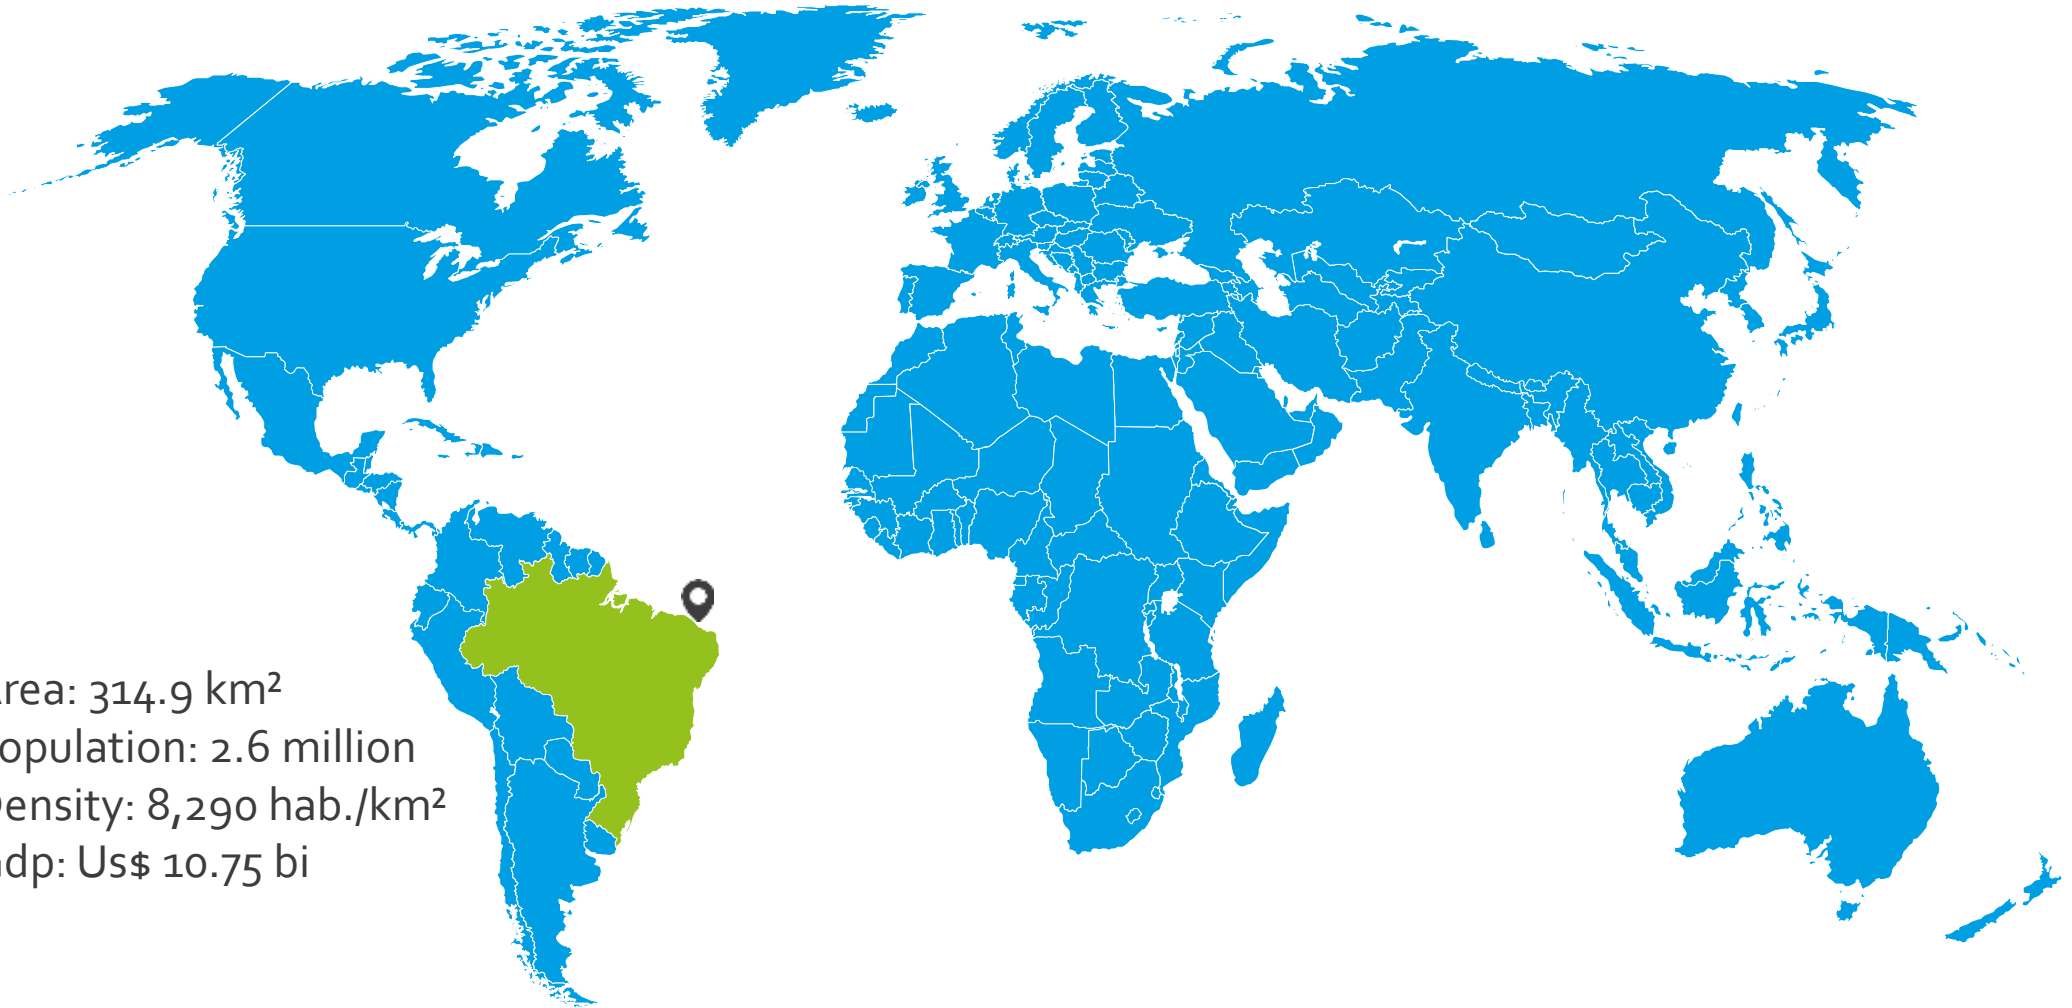 rea: 314.9 km²
opulation: 2.6 million
ensity: 8,290 hab./km²
dp: Us$ 10.75 bi